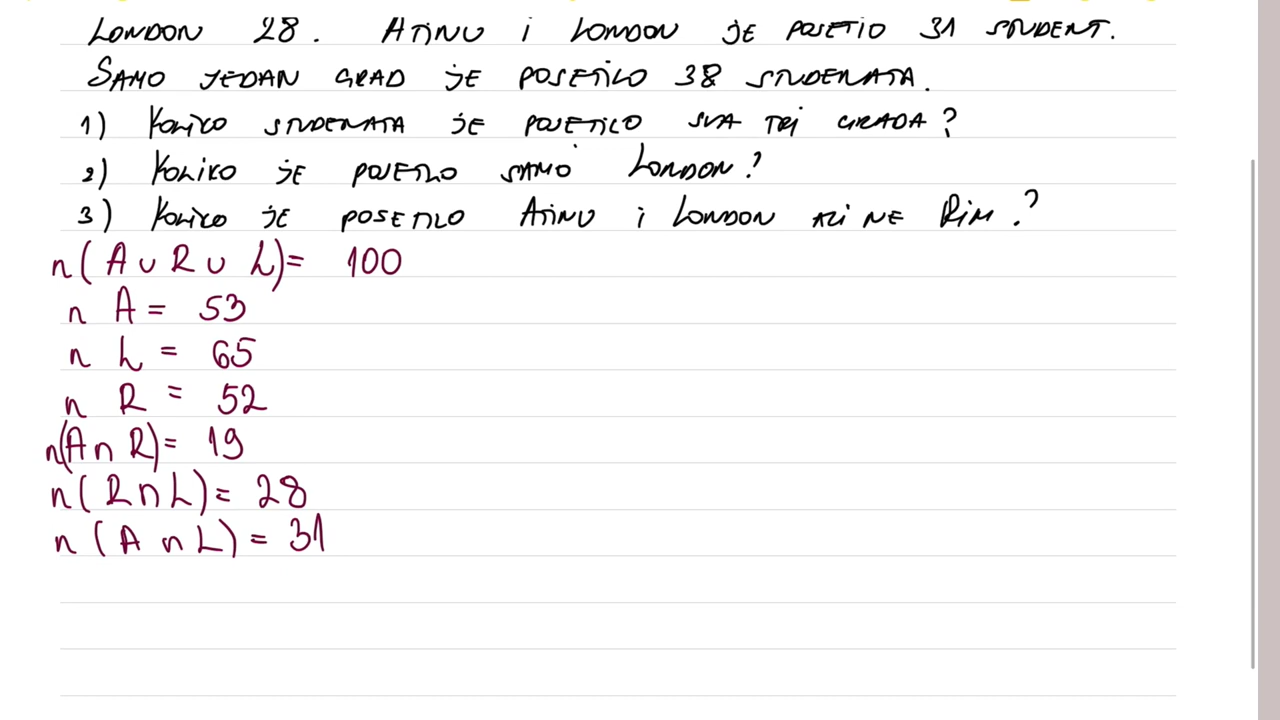 LONDON 28. ATINU I LONDON JE POSETIO 31 STUDENT.
SAMO JEDAN GRAD JE POSETILO 38 STUDENATA.
1) KOLIKO STUDENATA JE POSETILO SVA TRI GRADA?
2) KOLIKO JE POSETILO SAMO LONDON?
3) KOLIKO JE POSETILO ATINU I LONDON ALI NE RIM?
n(A∪R∪L)= 100
n A = 53
n L = 65
n R = 52
n(A∩R)= 19
n(R∩L)= 28
n(A∩L)= 31